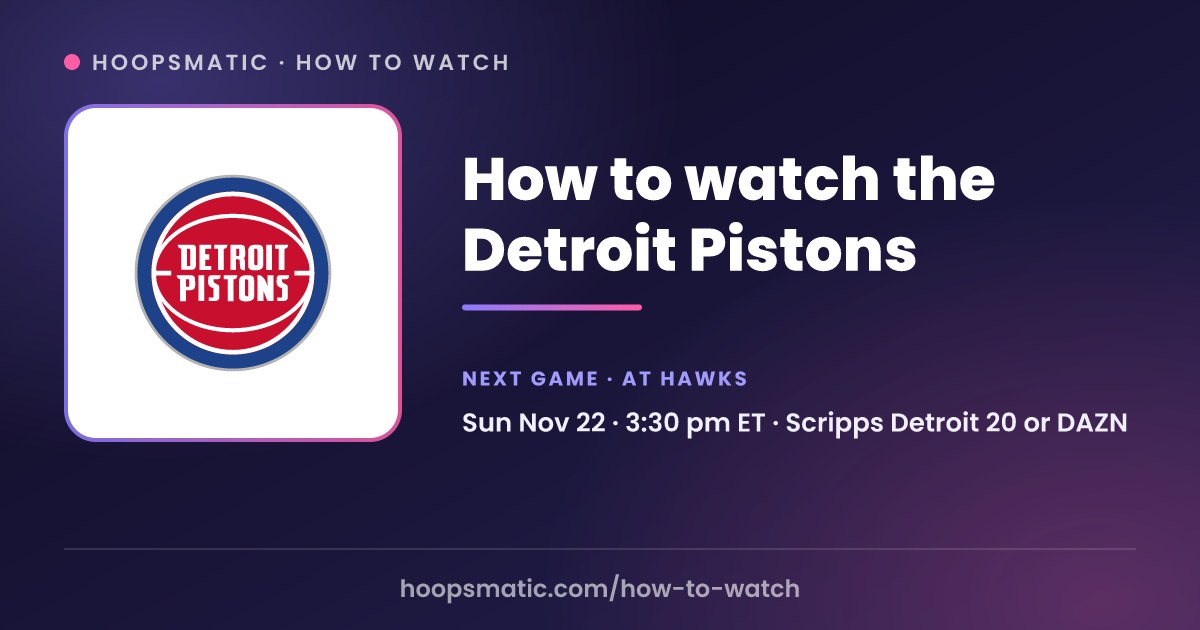 HOOPSMATIC · HOW TO WATCH
DETROIT
PISTONS
How to watch the
Detroit Pistons
NEXT GAME · AT HAWKS
Sun Nov 22 · 3:30 pm ET · Scripps Detroit 20 or DAZN
hoopsmatic.com/how-to-watch